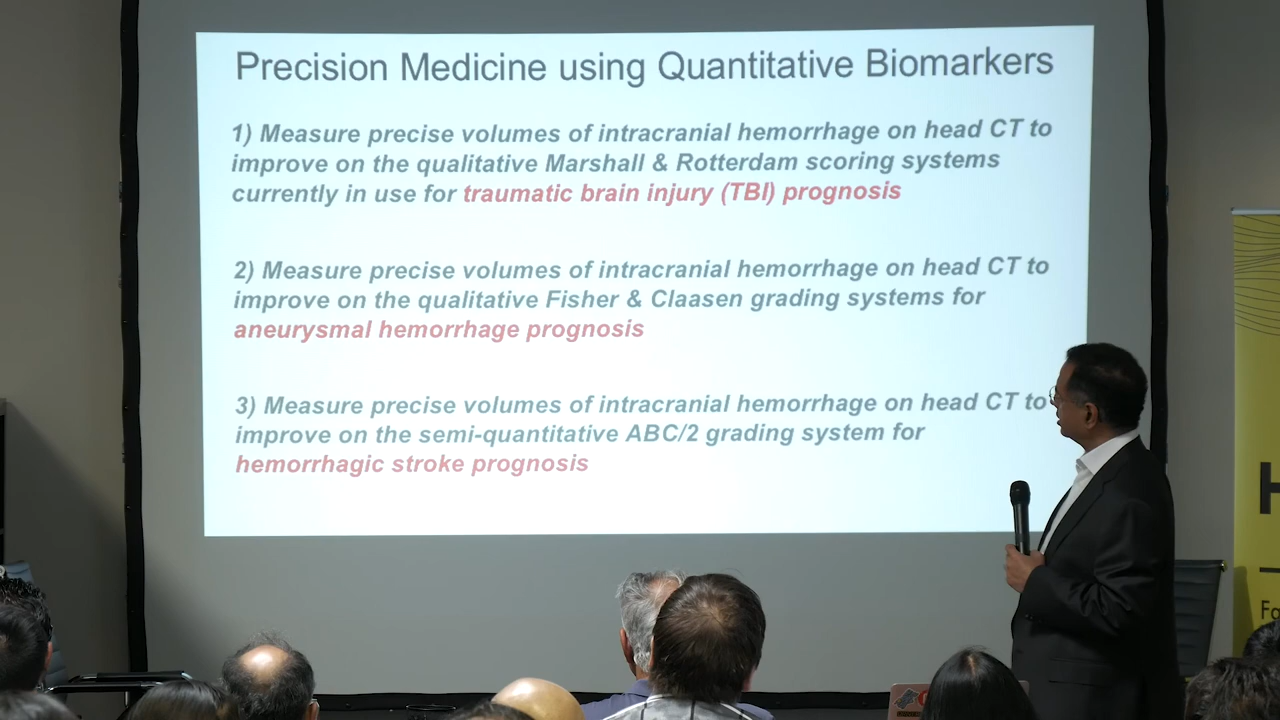 Precision Medicine using Quantitative Biomarkers
1) Measure precise volumes of intracranial hemorrhage on head CT to
improve on the qualitative Marshall & Rotterdam scoring systems
currently in use for traumatic brain injury (TBI) prognosis
2) Measure precise volumes of intracranial hemorrhage on head CT to
improve on the qualitative Fisher & Claasen grading systems for
aneurysmal hemorrhage prognosis
3) Measure precise volumes of intracranial hemorrhage on head CT to
improve on the semi-quantitative ABC/2 grading system for
hemorrhagic stroke prognosis